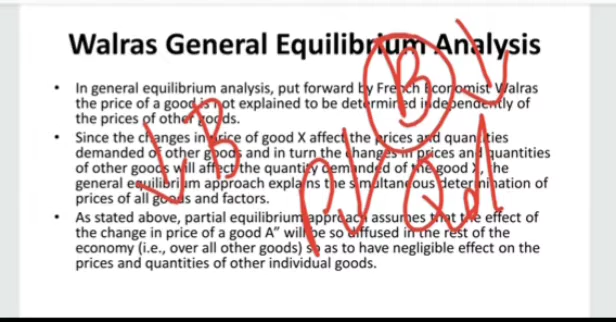 Walras General Equilibrium Analysis
• In general equilibrium analysis, put forward by French Economist Walras
the price of a good is not explained to be determined independently of
the prices of other goods.
• Since the changes in price of good X affect the prices and quantities
demanded of other goods and in turn the changes in prices and quantities
of other goods will affect the quantity demanded of the good X, The
general equilibrium approach explains the simultaneous determination of
prices of all goods and factors.
• As stated above, partial equilibrium approach assumes that the effect of
the change in price of a good A” will be so diffused in the rest of the
economy (i.e., over all other goods) so as to have negligible effect on the
prices and quantities of other individual goods.
B
B